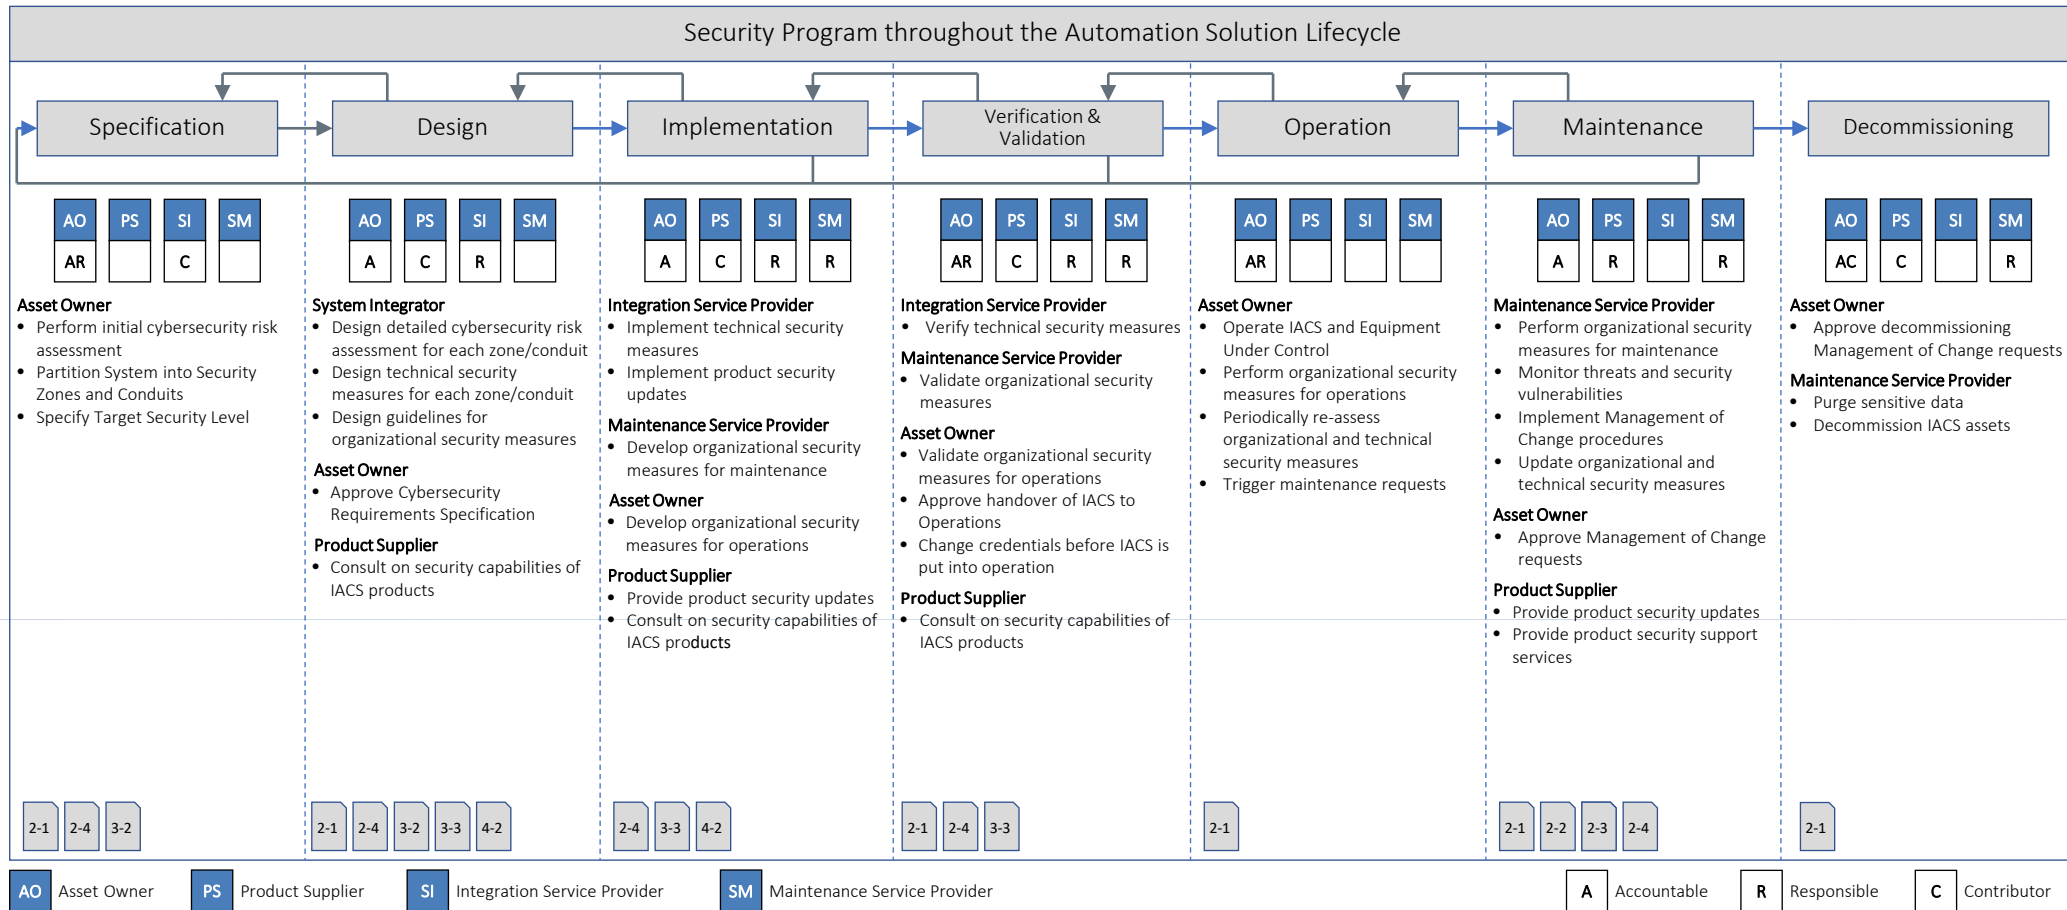 Security Program throughout the Automation Solution Lifecycle
Specification
Design
Implementation
Verification &
Validation
Operation
Maintenance
Decommissioning
AO PS SI SM
AR C
Asset Owner
• Perform initial cybersecurity risk
assessment
• Partition System into Security
Zones and Conduits
• Specify Target Security Level
2-1 2-4 3-2
AO PS SI SM
A C R
System Integrator
• Design detailed cybersecurity risk
assessment for each zone/conduit
• Design technical security
measures for each zone/conduit
• Design guidelines for
organizational security measures
Asset Owner
• Approve Cybersecurity
Requirements Specification
Product Supplier
• Consult on security capabilities of
IACS products
2-1 2-4 3-2 3-3 4-2
AO PS SI SM
A C R R
Integration Service Provider
• Implement technical security
measures
• Implement product security
updates
Maintenance Service Provider
• Develop organizational security
measures for maintenance
Asset Owner
• Develop organizational security
measures for operations
Product Supplier
• Provide product security updates
• Consult on security capabilities of
IACS products
2-4 3-3 4-2
AO PS SI SM
AR C R R
Integration Service Provider
• Verify technical security measures
Maintenance Service Provider
• Validate organizational security
measures
Asset Owner
• Validate organizational security
measures for operations
• Approve handover of IACS to
Operations
• Change credentials before IACS is
put into operation
Product Supplier
• Consult on security capabilities of
IACS products
2-1 2-4 3-3
AO PS SI SM
AR
Asset Owner
• Operate IACS and Equipment
Under Control
• Perform organizational security
measures for operations
• Periodically re-assess
organizational and technical
security measures
• Trigger maintenance requests
2-1
AO PS SI SM
A R R
Maintenance Service Provider
• Perform organizational security
measures for maintenance
• Monitor threats and security
vulnerabilities
• Implement Management of
Change procedures
• Update organizational and
technical security measures
Asset Owner
• Approve Management of Change
requests
Product Supplier
• Provide product security updates
• Provide product security support
services
2-1 2-2 2-3 2-4
AO PS SI SM
AC C R
Asset Owner
• Approve decommissioning
Management of Change requests
Maintenance Service Provider
• Purge sensitive data
• Decommission IACS assets
2-1
AO Asset Owner
PS Product Supplier
SI Integration Service Provider
SM Maintenance Service Provider
A Accountable
R Responsible
C Contributor